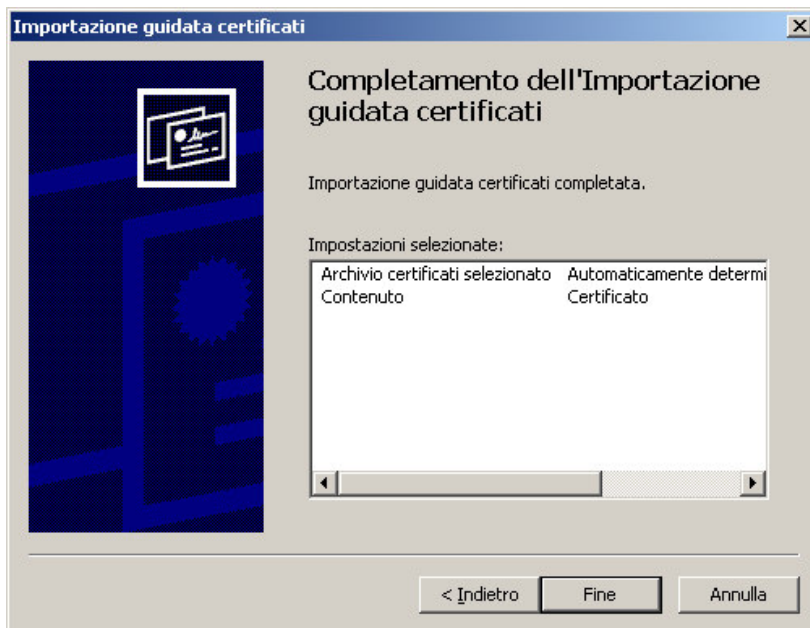 Importazione guidata certificati
Completamento dell'Importazione
guidata certificati
Importazione guidata certificati completata.
Impostazioni selezionate:
Archivio certificati selezionato Automaticamente determi
Contenuto Certificato
< Indietro Fine Annulla